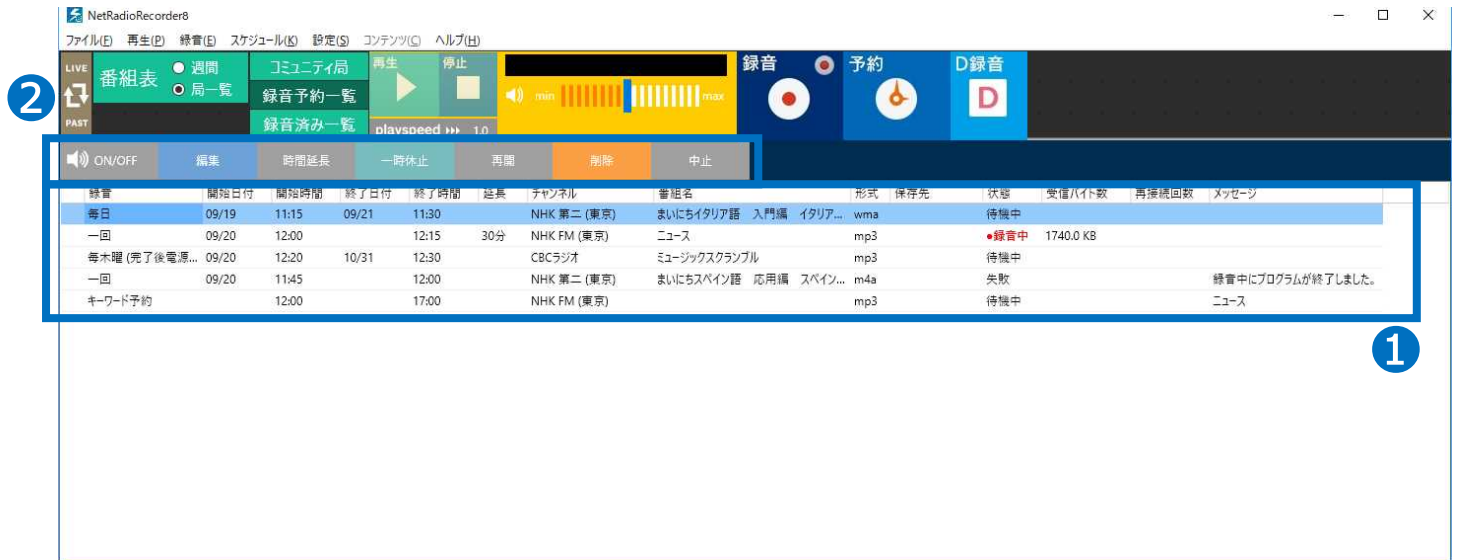 NetRadioRecorder8
ファイル(F) 再生(P) 録音(E) スケジュール(K) 設定(S) コンテンツ(C) ヘルプ(H)
LIVE
PAST
番組表
週間
局一覧
コミュニティ局
録音予約一覧
録音済み一覧
再生
停止
playspeed 1.0
min
max
録音
予約
D録音
D
2
ON/OFF 編集 時間延長 一時休止 再開 削除 中止
録音 開始日付 開始時間 終了日付 終了時間 延長 チャンネル 番組名 形式 保存先 状態 受信バイト数 再接続回数 メッセージ
毎日 09/19 11:15 09/21 11:30 NHK 第二 (東京) まいにちイタリア語 入門編 イタリア... wma 待機中
一回 09/20 12:00 12:15 30分 NHK FM (東京) ニュース mp3 ●録音中 1740.0 KB
毎木曜 (完了後電源... 09/20 12:20 10/31 12:30 CBCラジオ ミュージックスクランブル mp3 待機中
一回 09/20 11:45 12:00 NHK 第二 (東京) まいにちスペイン語 応用編 スペイン... m4a 失敗 録音中にプログラムが終了しました。
キーワード予約 12:00 17:00 NHK FM (東京) mp3 待機中 ニュース
1